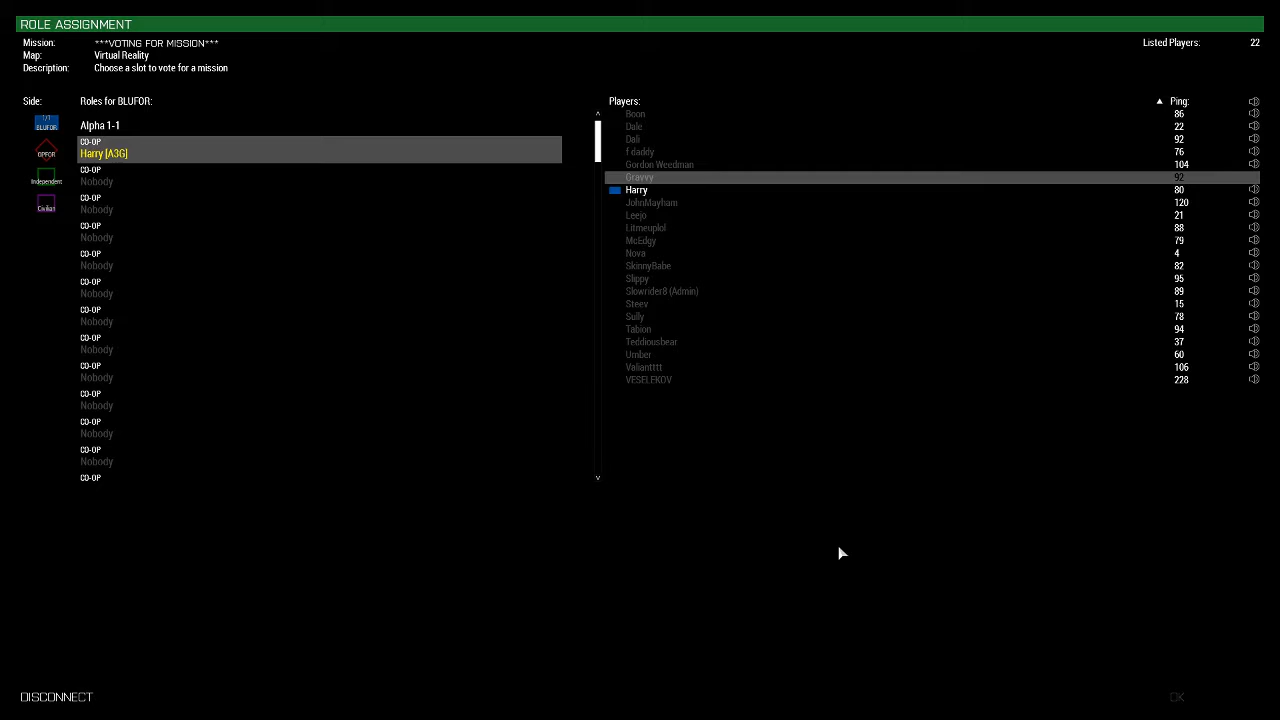 ROLE ASSIGNMENT
Mission: ***VOTING FOR MISSION***
Listed Players: 22
Map: Virtual Reality
Description: Choose a slot to vote for a mission
Side:
Roles for BLUFOR:
Players:
Ping:
1/1
BLUFOR
OPFOR
Independent
Civilian
Alpha 1-1
CO-OP
Harry [A3G]
CO-OP
Nobody
CO-OP
Nobody
CO-OP
Nobody
CO-OP
Nobody
CO-OP
Nobody
CO-OP
Nobody
CO-OP
Nobody
CO-OP
Nobody
CO-OP
Nobody
CO-OP
Nobody
CO-OP
Nobody
CO-OP
Boon 86
Dale 22
Dali 92
f daddy 76
Gordon Weedman 104
Gravvy 92
Harry 80
JohnMayham 120
Leejo 21
Litmeuplol 88
McEdgy 79
Nova 4
SkinnyBabe 82
Slippy 95
Slowrider8 (Admin) 89
Steev 15
Sully 78
Tabion 94
Teddiousbear 37
Umber 60
Valiantttt 106
VESELEKOV 228
DISCONNECT
OK